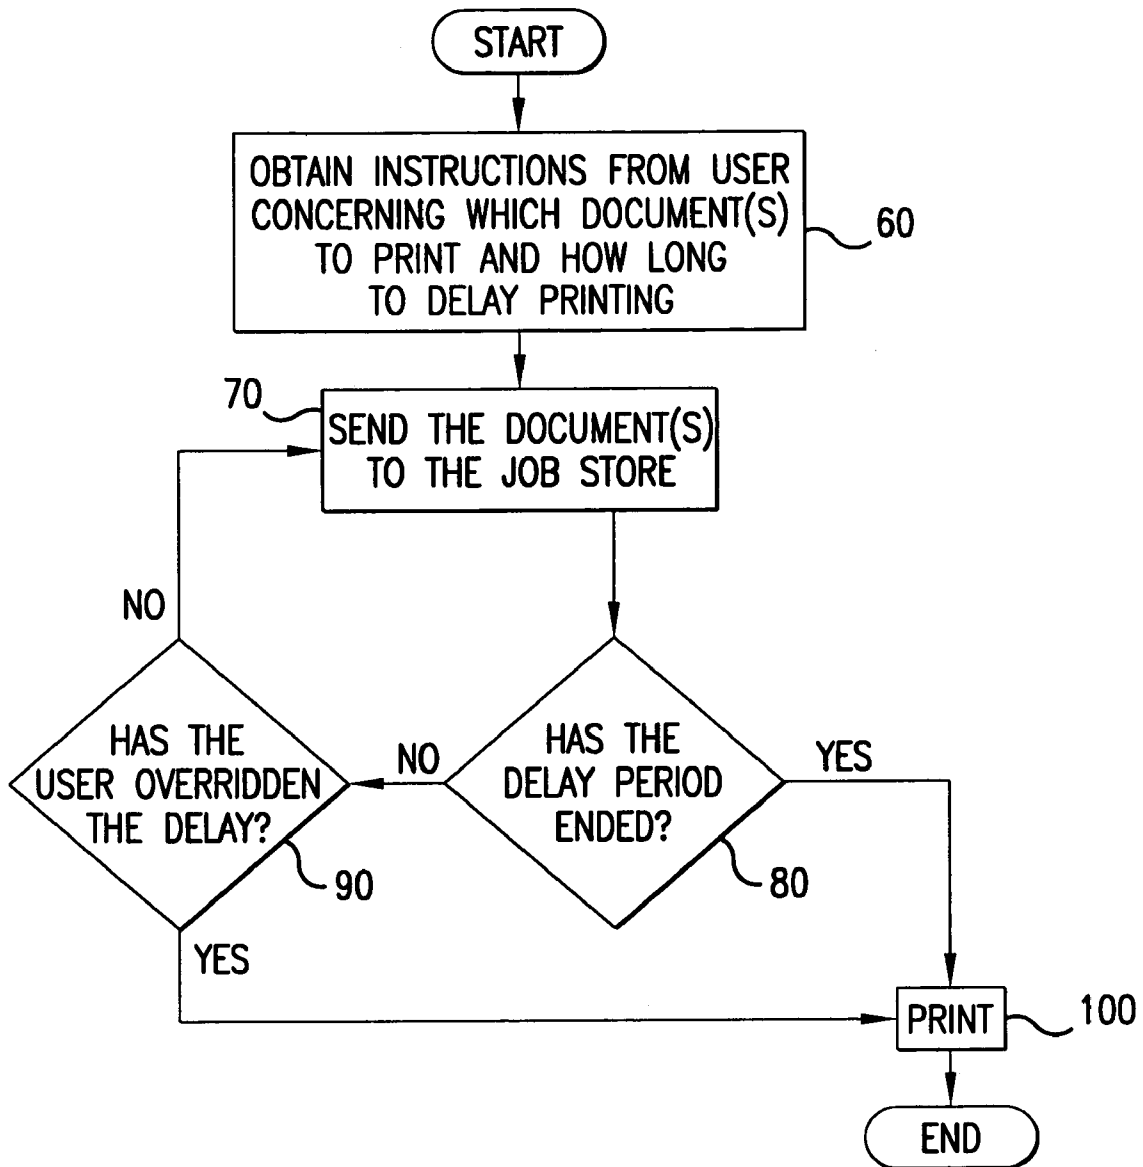 START
OBTAIN INSTRUCTIONS FROM USER
CONCERNING WHICH DOCUMENT(S)
TO PRINT AND HOW LONG
TO DELAY PRINTING
60
70
SEND THE DOCUMENT(S)
TO THE JOB STORE
NO
HAS THE
USER OVERRIDDEN
THE DELAY?
90
YES
NO
HAS THE
DELAY PERIOD
ENDED?
80
YES
PRINT
100
END